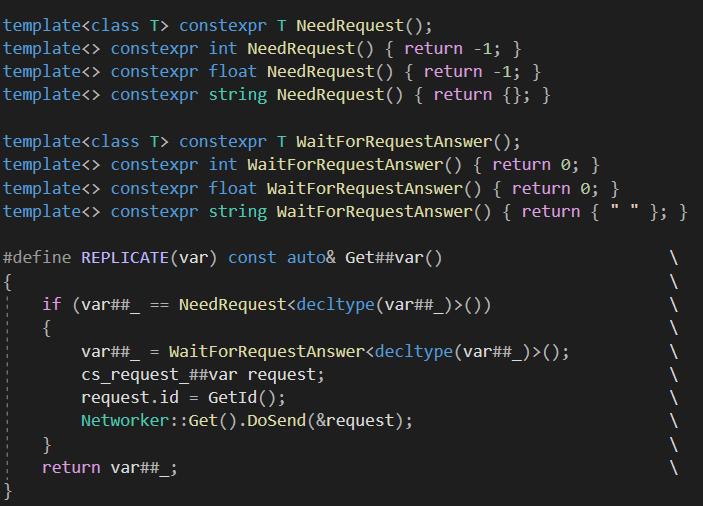 template<class T> constexpr T NeedRequest();
template<> constexpr int NeedRequest() { return -1; }
template<> constexpr float NeedRequest() { return -1; }
template<> constexpr string NeedRequest() { return {}; }
template<class T> constexpr T WaitForRequestAnswer();
template<> constexpr int WaitForRequestAnswer() { return 0; }
template<> constexpr float WaitForRequestAnswer() { return 0; }
template<> constexpr string WaitForRequestAnswer() { return { " " }; }
#define REPLICATE(var) const auto& Get##var() \
{ \
if (var##_ == NeedRequest<decltype(var##_)>()) \
{ \
var##_ = WaitForRequestAnswer<decltype(var##_)>(); \
cs_request_##var request; \
request.id = GetId(); \
Networker::Get().DoSend(&request); \
} \
return var##_; \
}